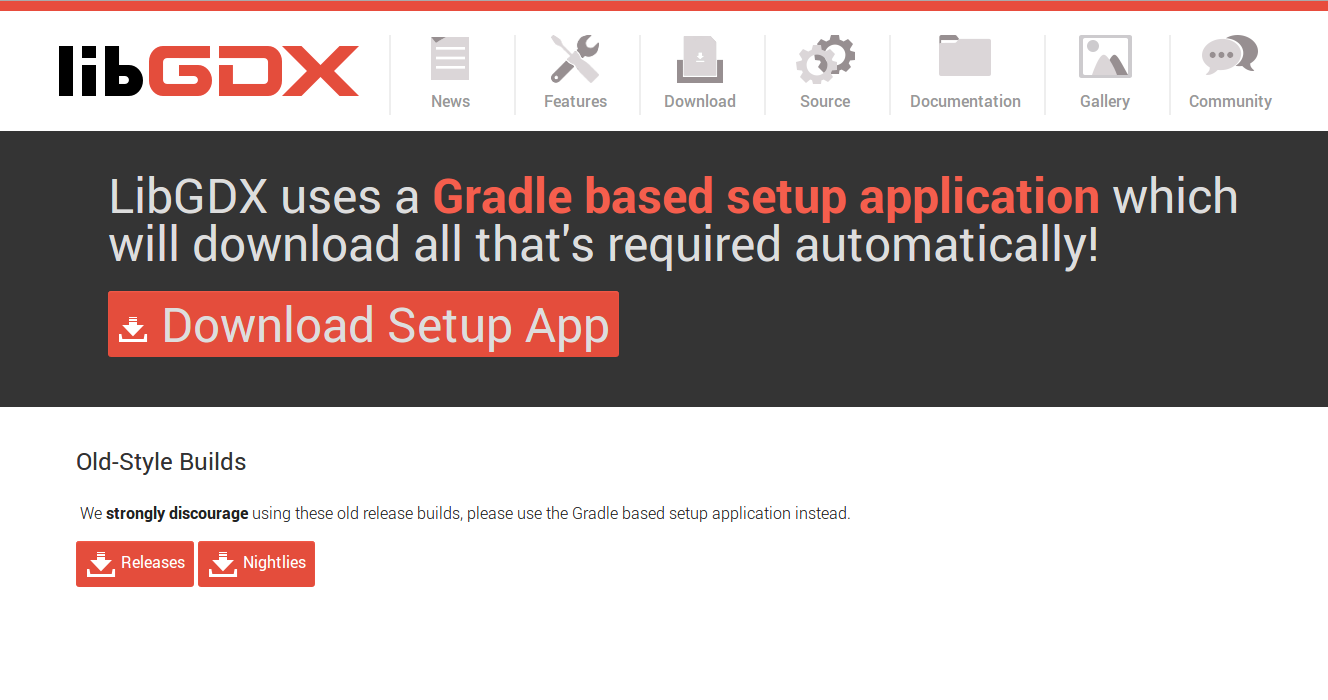 libGDX
News
Features
Download
Source
Documentation
Gallery
Community
LibGDX uses a Gradle based setup application which
will download all that's required automatically!
Download Setup App
Old-Style Builds
We strongly discourage using these old release builds, please use the Gradle based setup application instead.
Releases
Nightlies